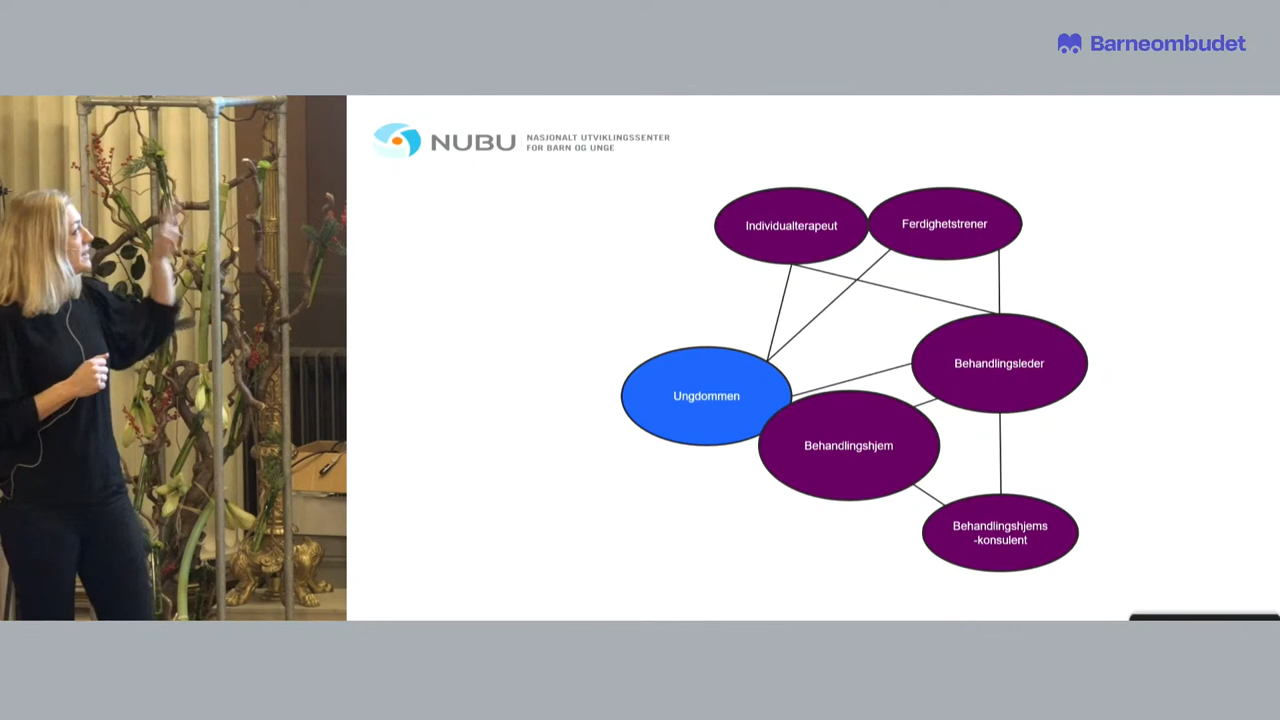 Barneombudet
NUBU
NASJONALT UTVIKLINGSSENTER
FOR BARN OG UNGE
Individualterapeut
Ferdighetstrener
Behandlingsleder
Ungdommen
Behandlingshjem
Behandlingshjems
-konsulent